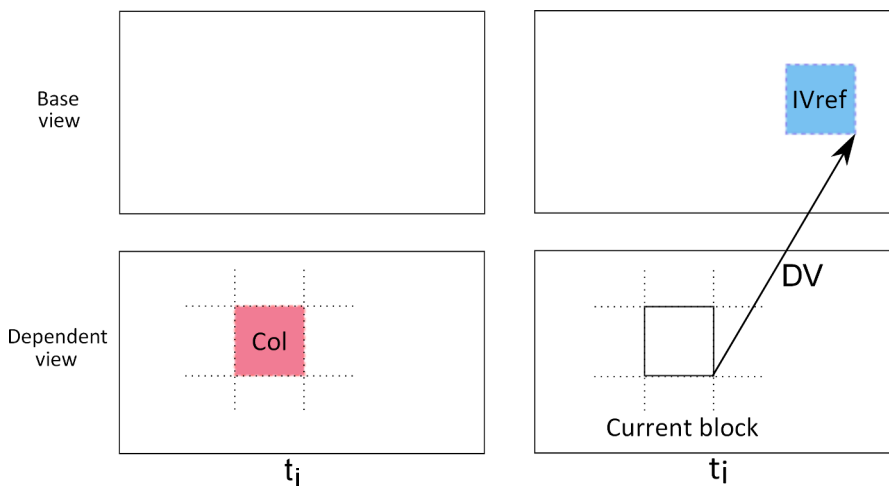 Base
view
IVref
DV
Dependent
view
Col
Current block
tj
ti